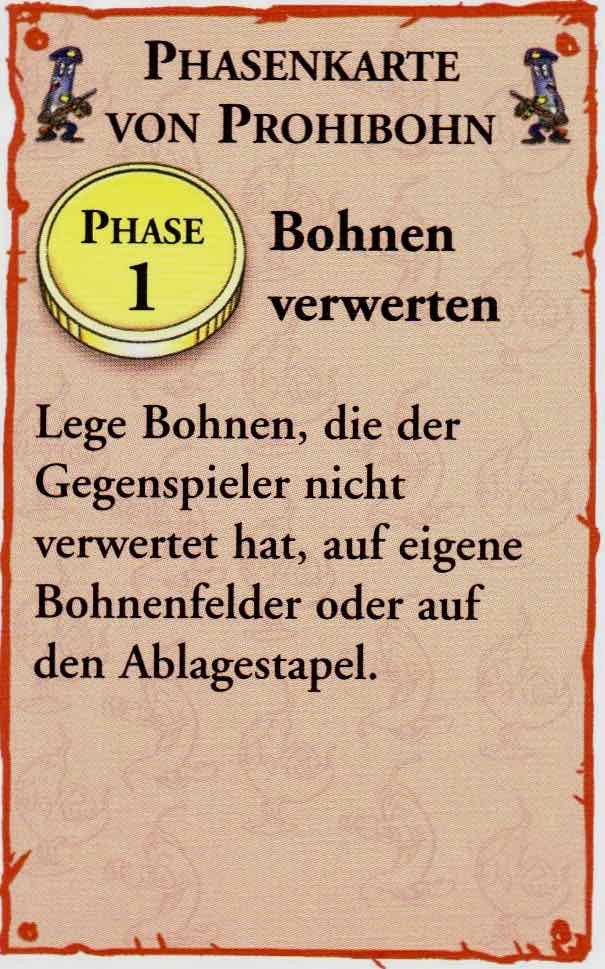 Phasenkarte
von Prohibohn
Phase
1
Bohnen
verwerten
Lege Bohnen, die der
Gegenspieler nicht
verwertet hat, auf eigene
Bohnenfelder oder auf
den Ablagestapel.